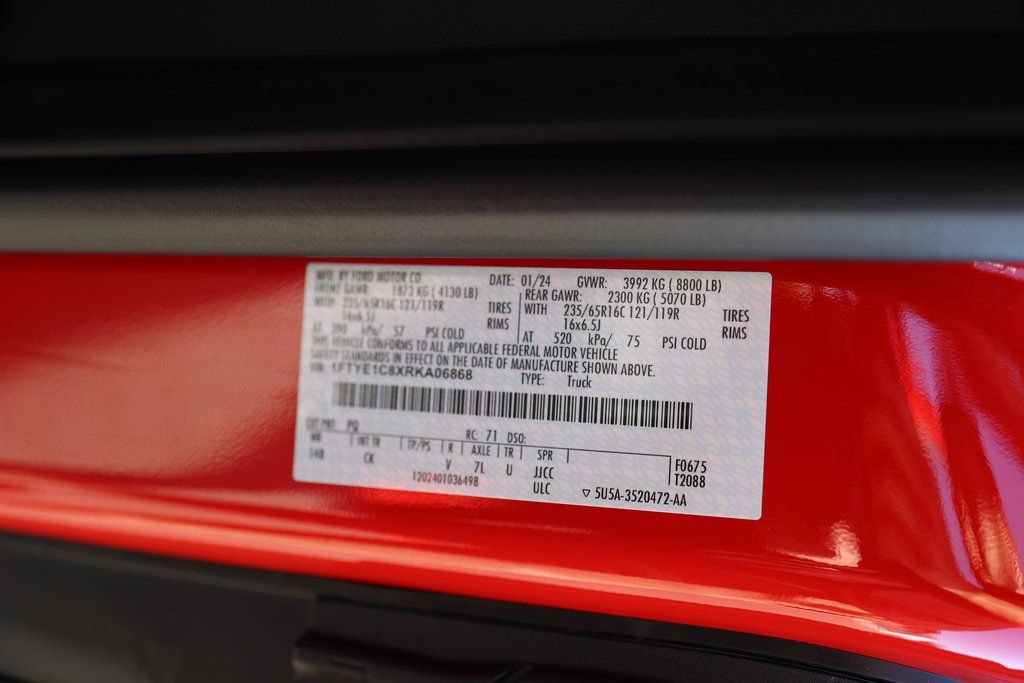 MFD. BY FORD MOTOR CO. DATE: 01/24 GVWR: 3992 KG ( 8800 LB)
FRONT GAWR: 1873 KG ( 4130 LB) REAR GAWR: 2300 KG ( 5070 LB)
WITH 235/65R16C 121/119R TIRES WITH 235/65R16C 121/119R TIRES
16x6.5J RIMS 16x6.5J RIMS
AT 390 kPa/ 57 PSI COLD AT 520 kPa/ 75 PSI COLD
THIS VEHICLE CONFORMS TO ALL APPLICABLE FEDERAL MOTOR VEHICLE
SAFETY STANDARDS IN EFFECT ON THE DATE OF MANUFACTURE SHOWN ABOVE.
1FTYE1C8XRKA06868 TYPE: Truck
EXT PNT: PQ RC: 71 DSO:
WB INT TR TP/PS R AXLE TR SPR F0675
148 CK V 7L U JJCC T2088
1202401036498 ULC 5U5A-3520472-AA